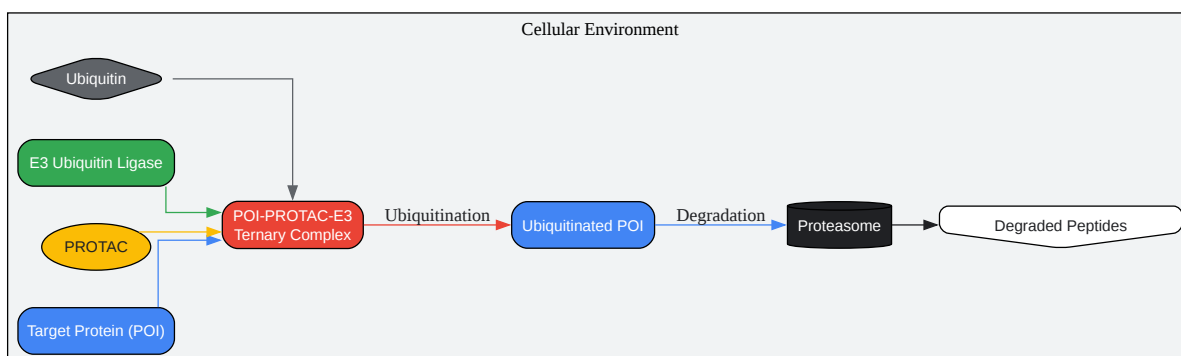 Cellular Environment
Ubiquitin
E3 Ubiquitin Ligase
PROTAC
Target Protein (POI)
POI-PROTAC-E3
Ternary Complex
Ubiquitination
Ubiquitinated POI
Degradation
Proteasome
Degraded Peptides